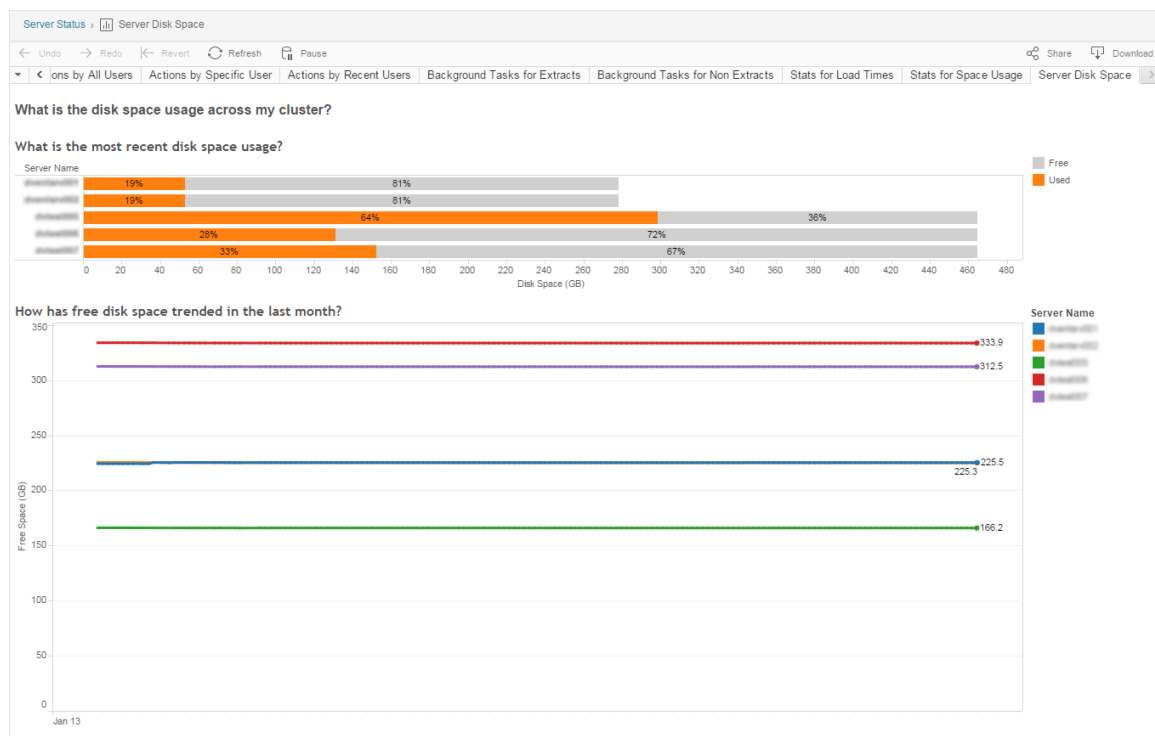 Server Status › Server Disk Space
Undo Redo Revert Refresh Pause Share Download
ons by All Users Actions by Specific User Actions by Recent Users Background Tasks for Extracts Background Tasks for Non Extracts Stats for Load Times Stats for Space Usage Server Disk Space
What is the disk space usage across my cluster?
What is the most recent disk space usage?
Server Name
Free
Used
19% 81%
19% 81%
64% 36%
28% 72%
33% 67%
0 20 40 60 80 100 120 140 160 180 200 220 240 260 280 300 320 340 360 380 400 420 440 460 480
Disk Space (GB)
How has free disk space trended in the last month?
Server Name
350
333.9
312.5
300
250
225.5
225.3
200
166.2
150
100
50
0
Free Space (GB)
Jan 13